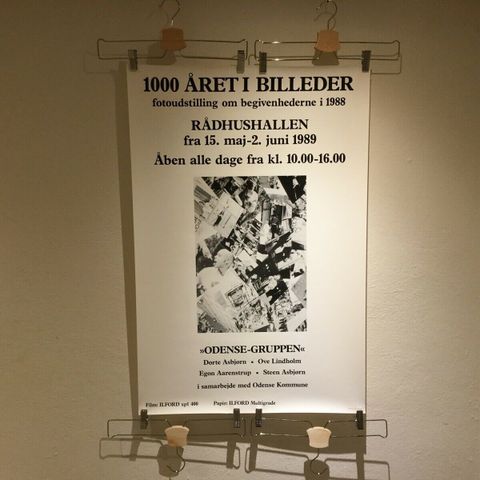 1000 ÅRET I BILLEDER
fotoudstilling om begivenhederne i 1988
RÅDHUSHALLEN
fra 15. maj-2. juni 1989
Åben alle dage fra kl. 10.00-16.00
»ODENSE-GRUPPEN«
Dorte Asbjørn • Ove Lindholm
Egon Aarenstrup • Steen Asbjørn
i samarbejde med Odense Kommune
Film: ILFORD xp1 400 Papir: ILFORD Multigrade